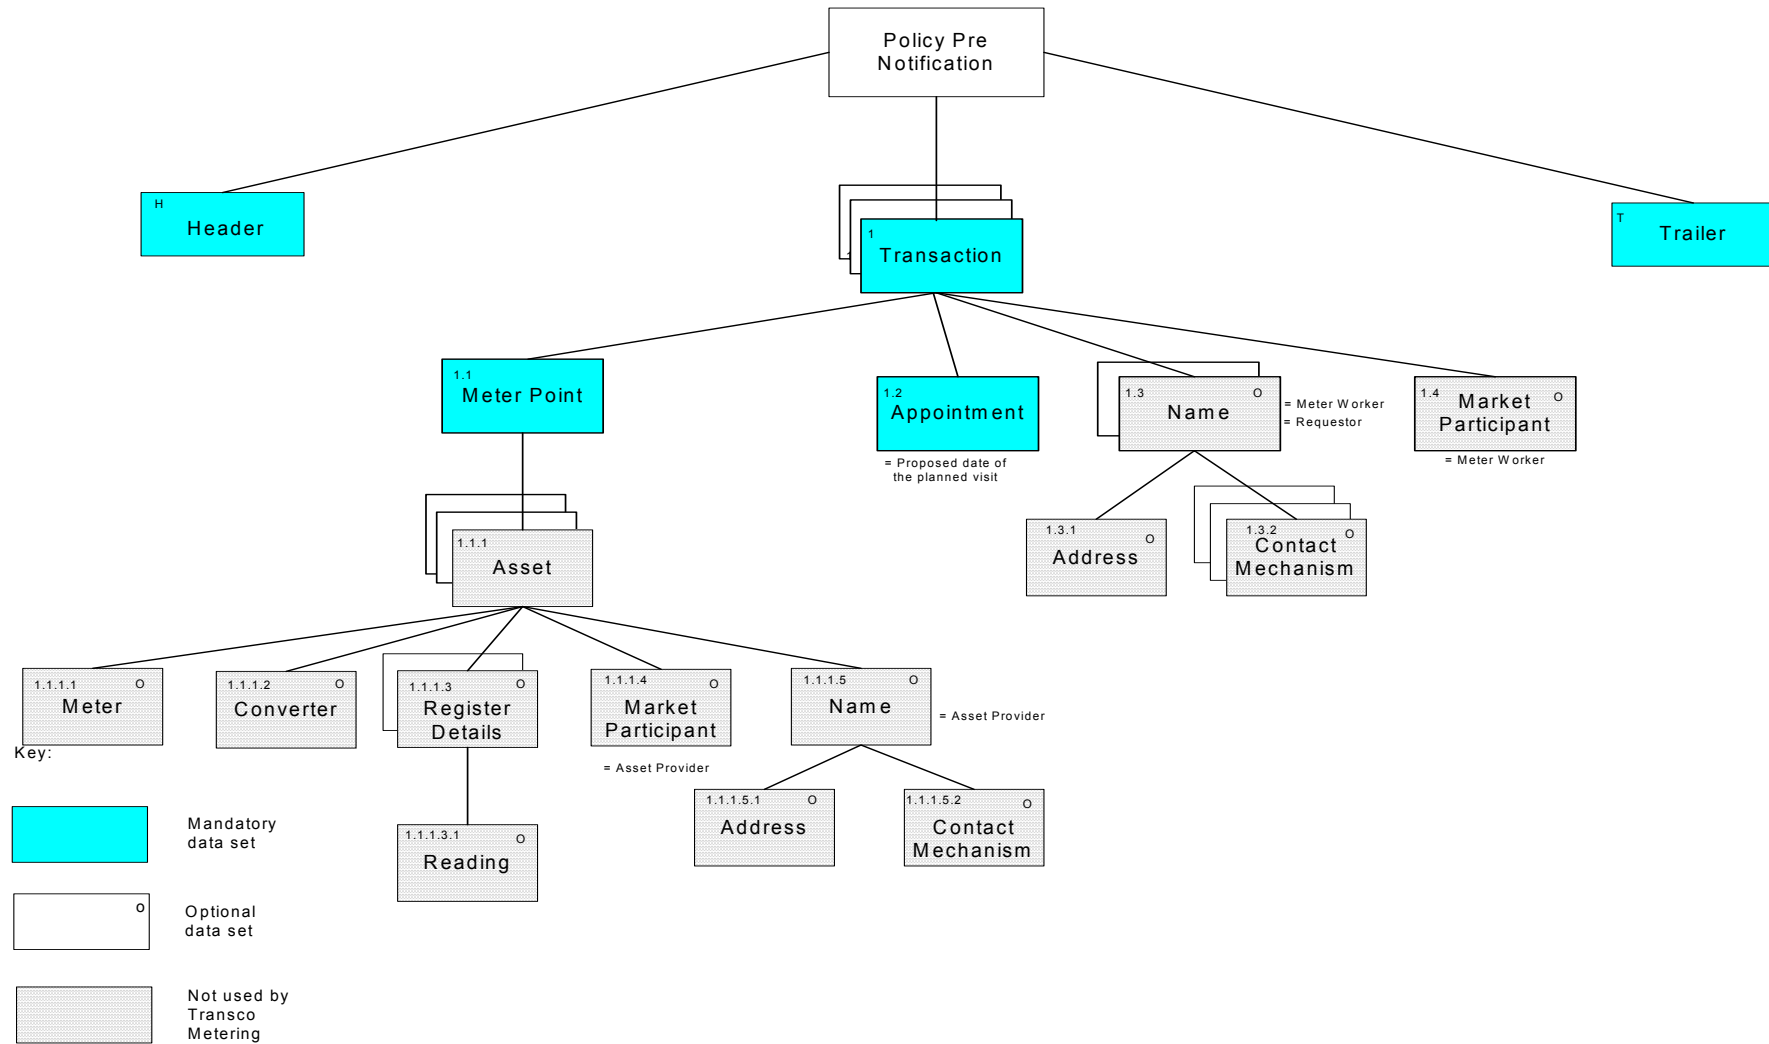 Policy Pre
Notification
H
Header
1
Transaction
T
Trailer
1.1
Meter Point
1.2
Appointment
= Proposed date of
the planned visit
1.3 O
Name
= Meter Worker
= Requestor
1.4 O
Market
Participant
= Meter Worker
1.1.1
Asset
1.3.1 O
Address
1.3.2 O
Contact
Mechanism
1.1.1.1 O
Meter
1.1.1.2 O
Converter
1.1.1.3 O
Register
Details
1.1.1.4 O
Market
Participant
= Asset Provider
1.1.1.5 O
Name
= Asset Provider
1.1.1.3.1 O
Reading
1.1.1.5.1 O
Address
1.1.1.5.2 O
Contact
Mechanism
Key:
Mandatory
data set
o
Optional
data set
Not used by
Transco
Metering